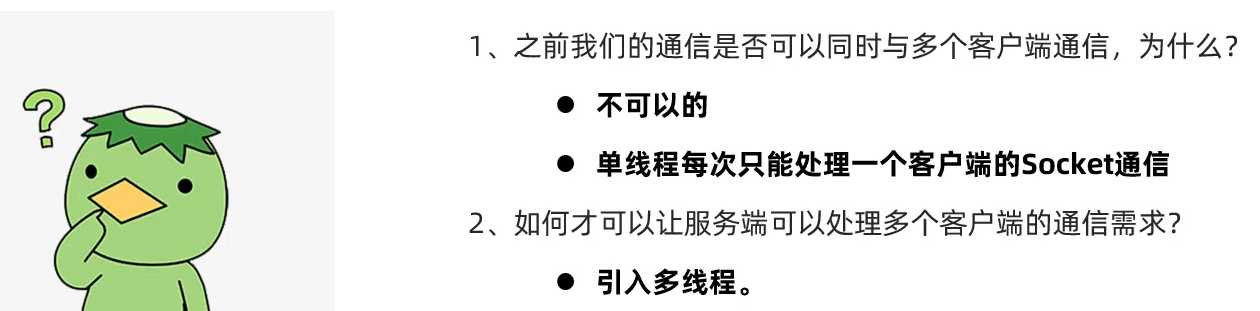 ?
1、之前我们的通信是否可以同时与多个客户端通信，为什么?
● 不可以的
● 单线程每次只能处理一个客户端的Socket通信
2、如何才可以让服务端可以处理多个客户端的通信需求?
● 引入多线程。